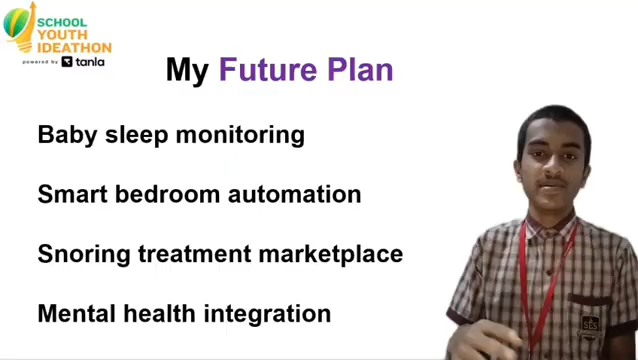 SCHOOL
YOUTH
IDEATHON
powered by tanla
My Future Plan
Baby sleep monitoring
Smart bedroom automation
Snoring treatment marketplace
Mental health integration
SES